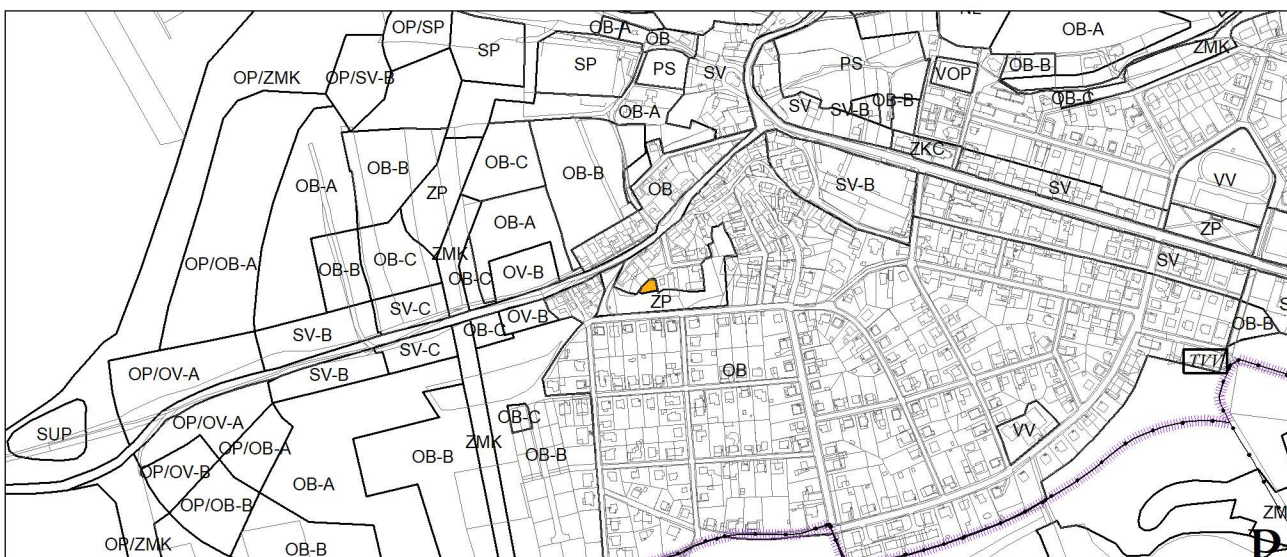 OP/SP
OB-A
OB
OB-A
ZMK
OP/ZMK
OP/SV-B
SP
SP
PS
SV
PS
VOP
OB-B
OB-C
OB-A
SV
SV-B
OB-B
OB-A
OB-B
ZP
OB-C
OB-B
OB
SV-B
ZKC
SV
VV
OB-A
ZP
OP/OB-A
OB-B
OB-C
ZMK
OB-C
OV-B
SV
SV-C
ZP
SV-B
OV-B
OB-C
OB-B
SV-C
OP/OV-A
SV-B
OB
TVV
SUP
OP/OV-A
OB-C
OP/OB-A
ZMK
VV
OB-B
OB-B
OP/OV-B
OB-A
OP/OB-B
OP/ZMK
OB-B
D